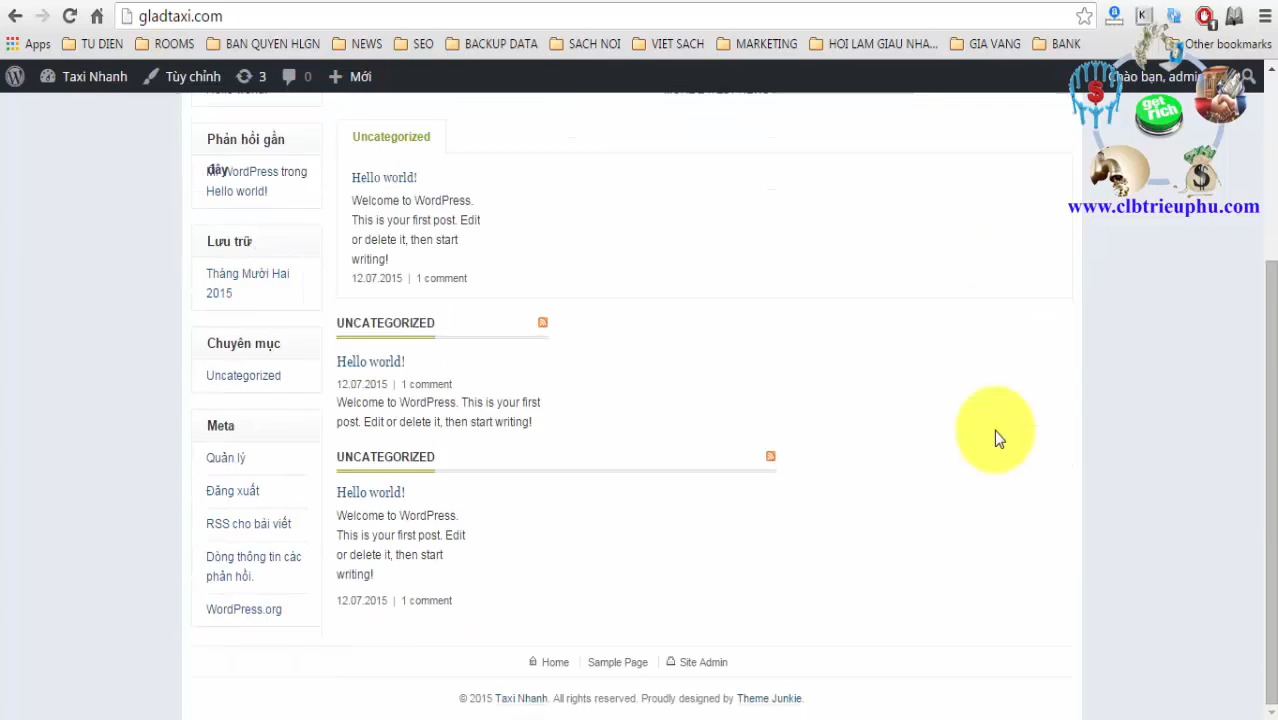 gladtaxi.com
Apps TU DIEN ROOMS BAN QUYEN HLGN NEWS SEO BACKUP DATA SACH NOI VIET SACH MARKETING HOI LAM GIAU NHA... GIA VANG BANK Other bookmarks
Taxi Nhanh Tùy chỉnh 3 0 Mới Chào bạn, admin
get rich
www.clbtrieuphu.com
Phản hồi gần
đây
Mr WordPress trong
Hello world!
Lưu trữ
Tháng Mười Hai
2015
Chuyên mục
Uncategorized
Meta
Quản lý
Đăng xuất
RSS cho bài viết
Dòng thông tin các
phản hồi.
WordPress.org
Uncategorized
Hello world!
Welcome to WordPress.
This is your first post. Edit
or delete it, then start
writing!
12.07.2015 | 1 comment
UNCATEGORIZED
Hello world!
12.07.2015 | 1 comment
Welcome to WordPress. This is your first
post. Edit or delete it, then start writing!
UNCATEGORIZED
Hello world!
Welcome to WordPress.
This is your first post. Edit
or delete it, then start
writing!
12.07.2015 | 1 comment
Home Sample Page Site Admin
© 2015 Taxi Nhanh. All rights reserved. Proudly designed by Theme Junkie.